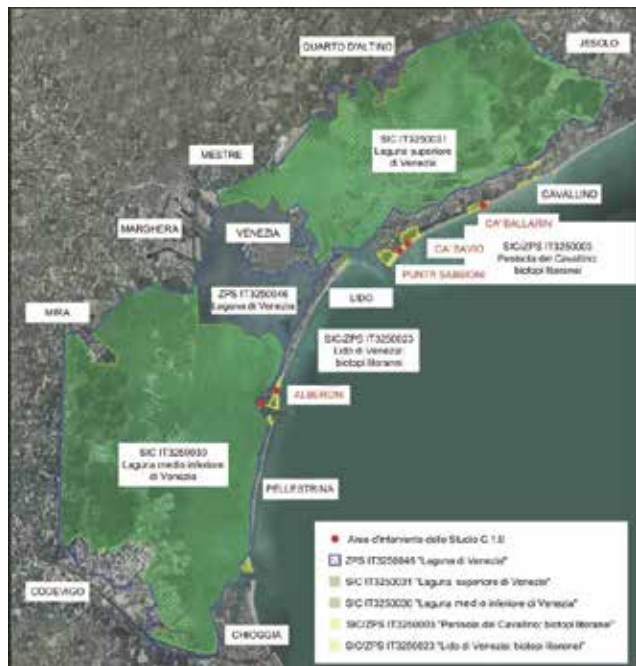 QUARTO D'ALTINO
JESOLO
SIC IT3250031
Laguna superiore
di Venezia
MESTRE
CAVALLINO
MARGHERA
VENEZIA
CA' BALLARIN
CA' SAVIO
SIC/ZPS IT3250003
Penisola del Cavallino:
biotopi litoranei
PUNTA SABBIONI
ZPS IT3250046
Laguna di Venezia
LIDO
MIRA
SIC/ZPS IT3250023
Lido di Venezia:
biotopi litoranei
ALBERONI
SIC IT3250030
Laguna medio inferiore
di Venezia
PELLESTRINA
CODEVIGO
CHIOGGIA
Area d'intervento dello Studio C 1.8
ZPS IT3250046 "Laguna di Venezia"
SIC IT3250031 "Laguna superiore di Venezia"
SIC IT3250030 "Laguna medio inferiore di Venezia"
SIC/ZPS IT3250003 "Penisola del Cavallino: biotopi litoranei"
SIC/ZPS IT3250023 "Lido di Venezia: biotopi litoranei"